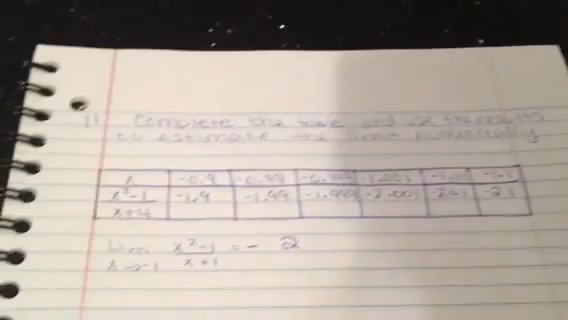 11 Complete the table and use the results
to estimate the limit numerically
x -0.9 -0.99 -0.999 -1.001 -1.01 -1.1
x²-1 -1.9 -1.99 -1.999 -2.001 -2.01 -2.1
lim x²-1 = - 2
x→-1 x+1